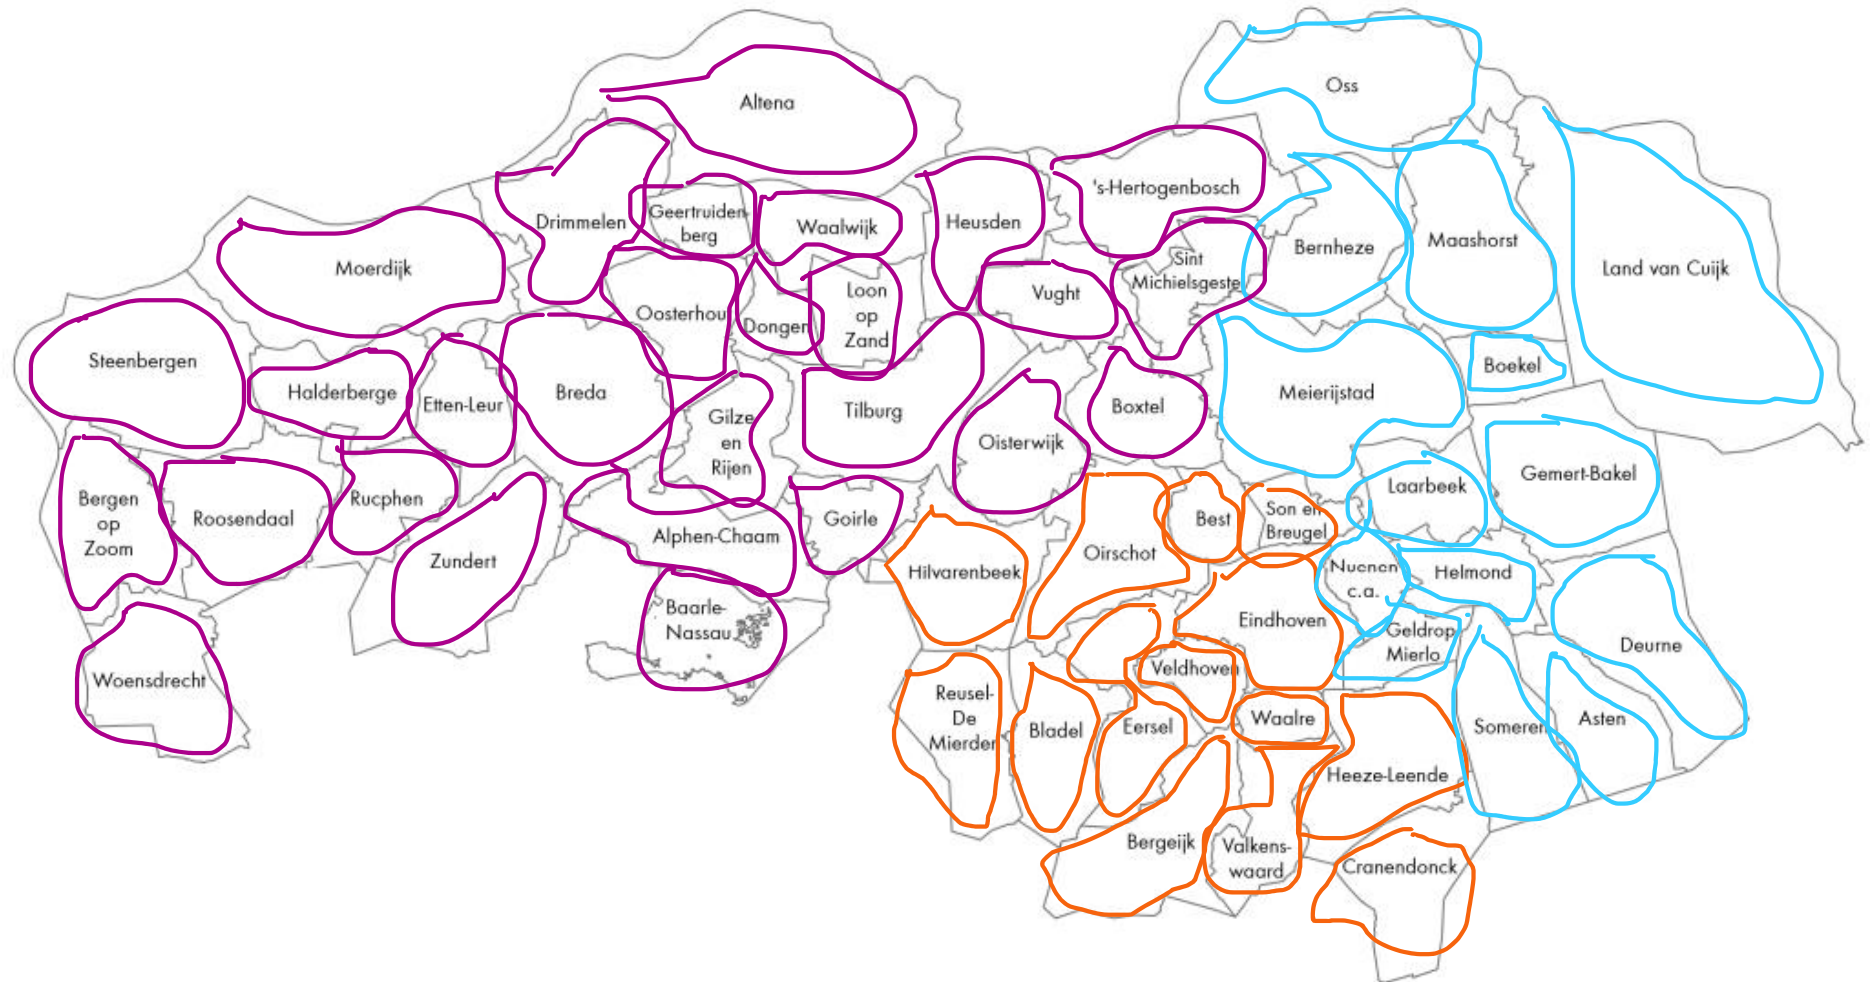 Altena
Oss
's-Hertogenbosch
Drimmelen
Geertruiden-
berg
Waalwijk
Heusden
Bernheze
Maashorst
Land van Cuijk
Moerdijk
Sint
Michielsgeste
Oosterhou
Dongen
Loon
op
Zand
Vught
Steenbergen
Halderberge
Etten-Leur
Breda
Gilze
en
Rijen
Tilburg
Oisterwijk
Boxtel
Meierijstad
Boekel
Bergen
op
Zoom
Roosendaal
Rucphen
Zundert
Alphen-Chaam
Goirle
Hilvarenbeek
Oirschot
Best
Son en
Breugel
Laarbeek
Gemert-Bakel
Nuenen
c.a.
Helmond
Baarle-
Nassau
Eindhoven
Geldrop
Mierlo
Deurne
Woensdrecht
Reusel-
De
Mierden
Bladel
Eersel
Veldhoven
Waalre
Someren
Asten
Heeze-Leende
Bergeijk
Valkens-
waard
Cranendonck